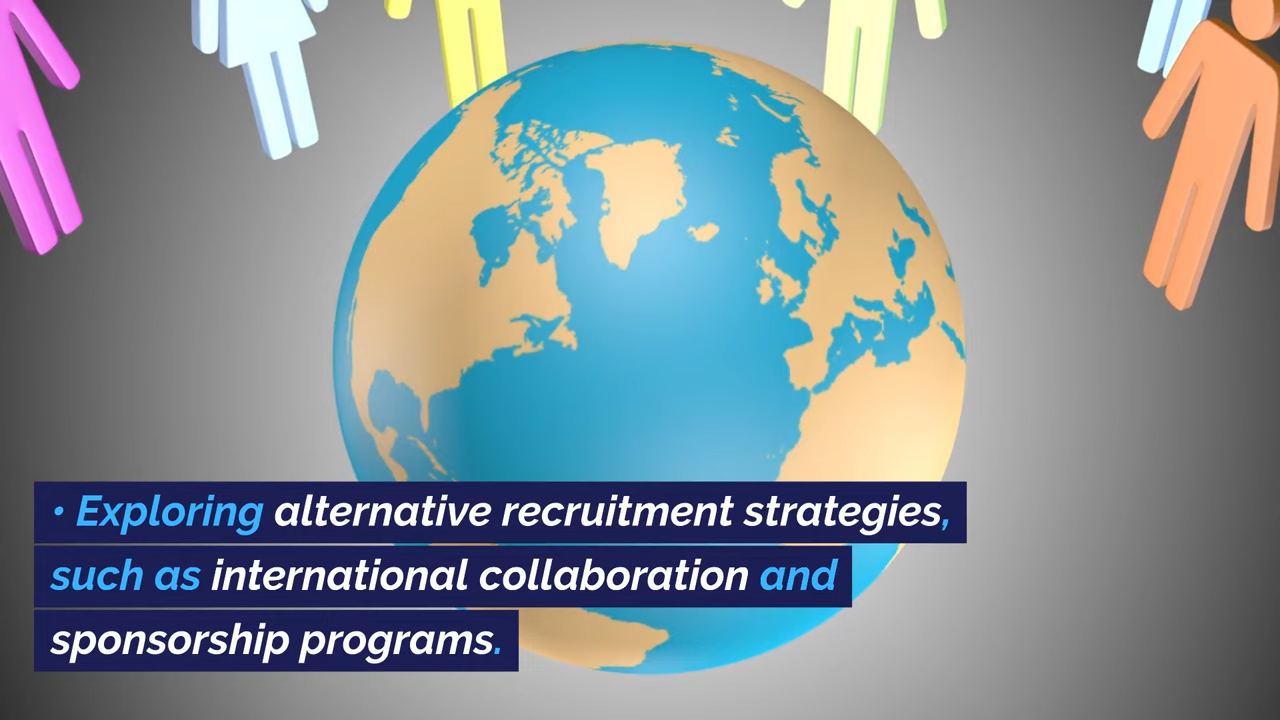 • Exploring alternative recruitment strategies,
such as international collaboration and
sponsorship programs.